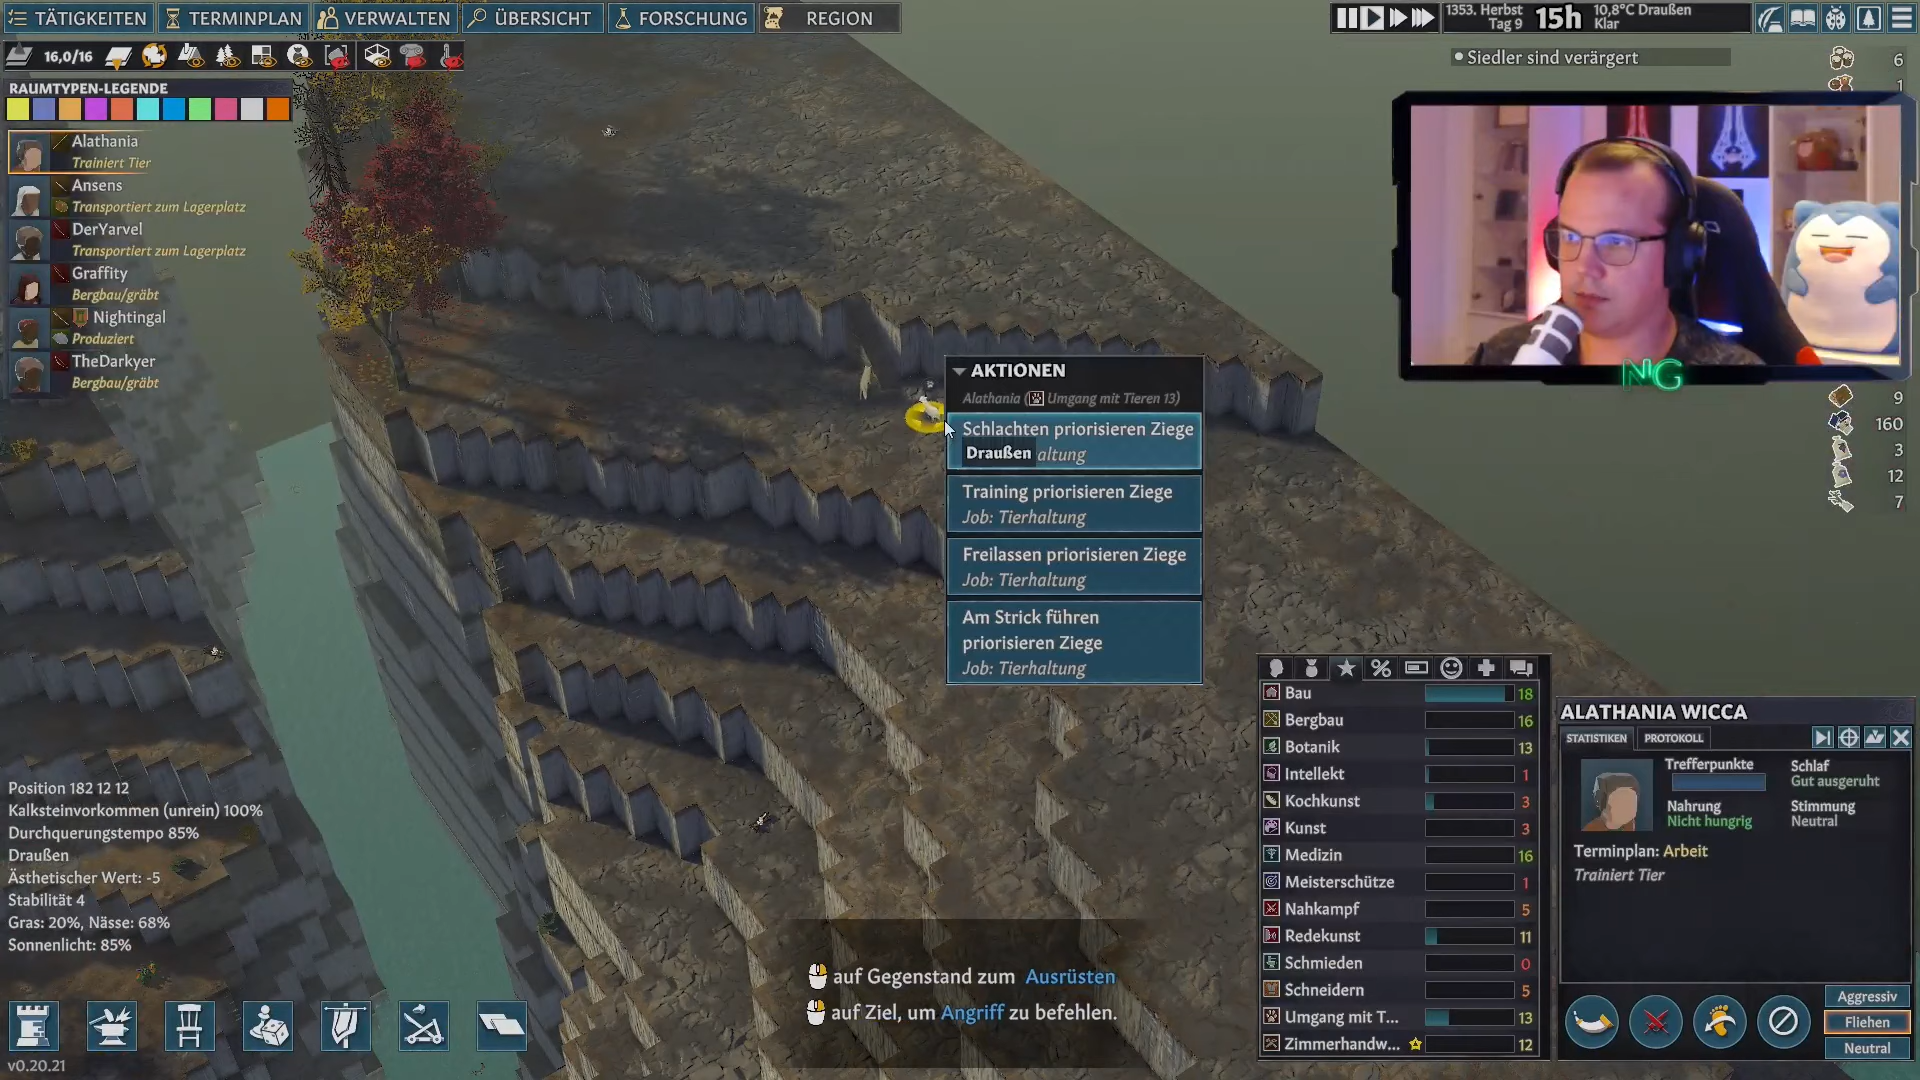 TÄTIGKEITEN
TERMINPLAN
VERWALTEN
ÜBERSICHT
FORSCHUNG
REGION
1353. Herbst
Tag 9
15h
10,8°C Draußen
Klar
16,0/16
Siedler sind verärgert
6
1
RAUMTYPEN-LEGENDE
Alathania
Trainiert Tier
Ansens
Transportiert zum Lagerplatz
DerYarvel
Transportiert zum Lagerplatz
Graffity
Bergbau/gräbt
Nightingal
Produziert
TheDarkyer
Bergbau/gräbt
NG
9
160
3
12
7
AKTIONEN
Alathania (Umgang mit Tieren 13)
Schlachten priorisieren Ziege
Draußen
altung
Training priorisieren Ziege
Job: Tierhaltung
Freilassen priorisieren Ziege
Job: Tierhaltung
Am Strick führen
priorisieren Ziege
Job: Tierhaltung
Position 182 12 12
Kalksteinvorkommen (unrein) 100%
Durchquerungstempo 85%
Draußen
Ästhetischer Wert: -5
Stabilität 4
Gras: 20%, Nässe: 68%
Sonnenlicht: 85%
v0.20.21
auf Gegenstand zum Ausrüsten
auf Ziel, um Angriff zu befehlen.
Bau 18
Bergbau 16
Botanik 13
Intellekt 1
Kochkunst 3
Kunst 3
Medizin 16
Meisterschütze 1
Nahkampf 5
Redekunst 11
Schmieden 0
Schneidern 5
Umgang mit T... 13
Zimmerhandw... 12
ALATHANIA WICCA
STATISTIKEN
PROTOKOLL
Trefferpunkte
Schlaf
Gut ausgeruht
Nahrung
Nicht hungrig
Stimmung
Neutral
Terminplan: Arbeit
Trainiert Tier
Aggressiv
Fliehen
Neutral